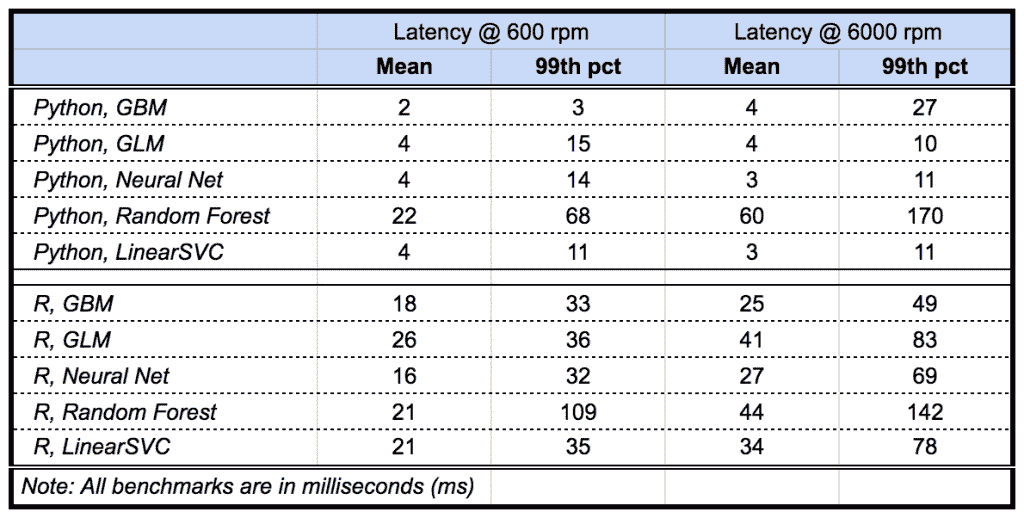 Latency @ 600 rpm Latency @ 6000 rpm
Mean 99th pct Mean 99th pct
Python, GBM 2 3 4 27
Python, GLM 4 15 4 10
Python, Neural Net 4 14 3 11
Python, Random Forest 22 68 60 170
Python, LinearSVC 4 11 3 11
R, GBM 18 33 25 49
R, GLM 26 36 41 83
R, Neural Net 16 32 27 69
R, Random Forest 21 109 44 142
R, LinearSVC 21 35 34 78
Note: All benchmarks are in milliseconds (ms)